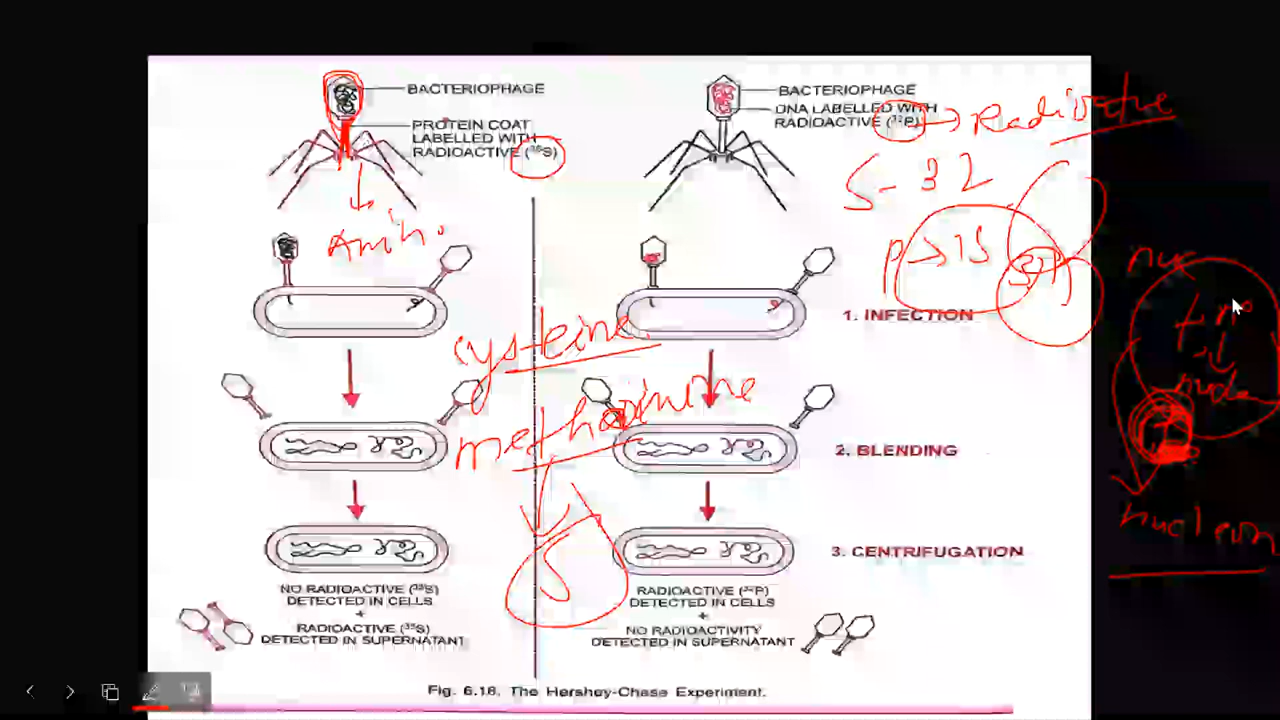 BACTERIOPHAGE
PROTEIN COAT
LABELLED WITH
RADIOACTIVE (³⁵S)
BACTERIOPHAGE
DNA LABELLED WITH
RADIOACTIVE (³²P)
Radioactive
S - 32
P → 15
Amino.
cysteine
methionine
S
nucleon
1. INFECTION
2. BLENDING
3. CENTRIFUGATION
NO RADIOACTIVE (³⁵S)
DETECTED IN CELLS
+
RADIOACTIVE (³⁵S)
DETECTED IN SUPERNATANT
RADIOACTIVE (³²P)
DETECTED IN CELLS
+
NO RADIOACTIVITY
DETECTED IN SUPERNATANT
Fig. 6.16. The Hershey-Chase Experiment.